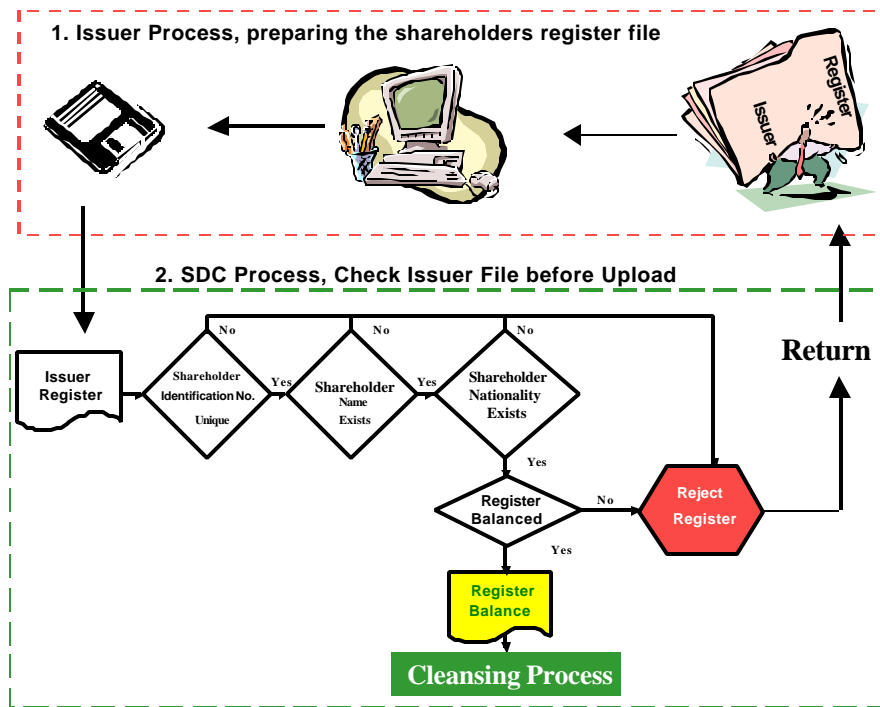 1. Issuer Process, preparing the shareholders register file
Issuer
Register
2. SDC Process, Check Issuer File before Upload
No
No
No
Return
Issuer
Register
Shareholder
Identification No.
Unique
Yes
Shareholder
Name
Exists
Yes
Shareholder
Nationality
Exists
Yes
Register
Balanced
No
Reject
Register
Yes
Register
Balance
Cleansing Process